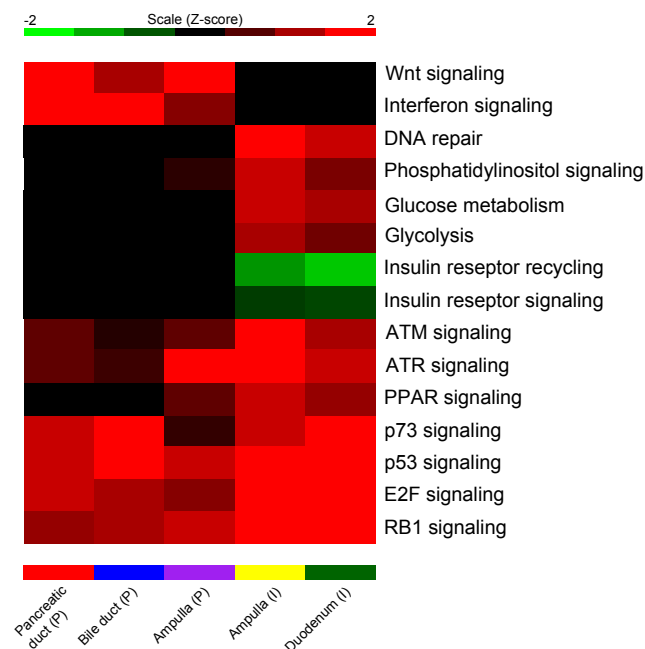 -2 Scale (Z-score) 2
Wnt signaling
Interferon signaling
DNA repair
Phosphatidylinositol signaling
Glucose metabolism
Glycolysis
Insulin reseptor recycling
Insulin reseptor signaling
ATM signaling
ATR signaling
PPAR signaling
p73 signaling
p53 signaling
E2F signaling
RB1 signaling
Pancreatic
duct (P)
Bile duct (P)
Ampulla (P)
Ampulla (I)
Duodenum (I)